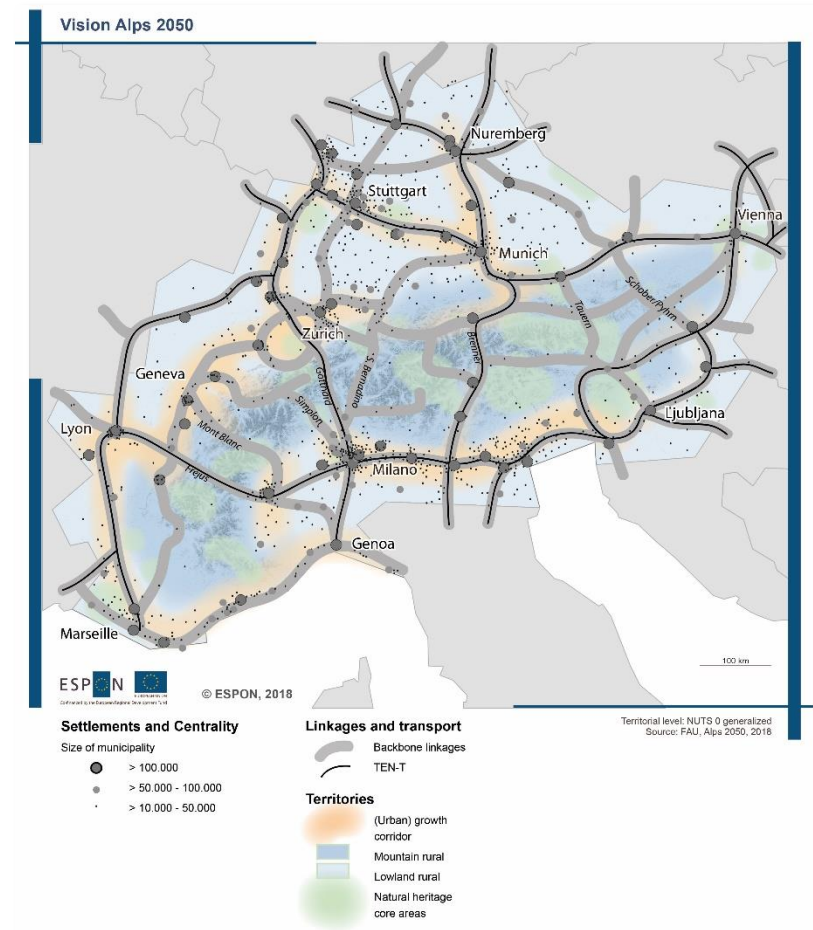 Vision Alps 2050
Nuremberg
Stuttgart
Vienna
Munich
Schober/Pyhrn
Tauern
Zurich
Brenner
Geneva
S. Bernadino
Gotthard
Simplon
Ljubljana
Lyon
Mont Blanc
Milano
Frejus
Genoa
Marseille
100 km
ESPON
© ESPON, 2018
Territorial level: NUTS 0 generalized
Source: FAU, Alps 2050, 2018
Settlements and Centrality
Size of municipality
> 100.000
> 50.000 - 100.000
> 10.000 - 50.000
Linkages and transport
Backbone linkages
TEN-T
Territories
(Urban) growth
corridor
Mountain rural
Lowland rural
Natural heritage
core areas